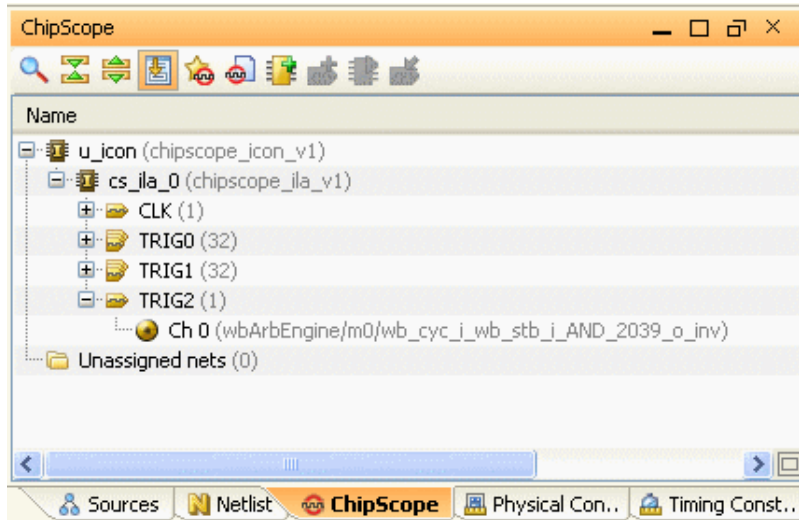 ChipScope
Name
u_icon (chipscope_icon_v1)
cs_ila_0 (chipscope_ila_v1)
CLK (1)
TRIG0 (32)
TRIG1 (32)
TRIG2 (1)
Ch 0 (wbArbEngine/m0/wb_cyc_i_wb_stb_i_AND_2039_o_inv)
Unassigned nets (0)
Sources Netlist ChipScope Physical Con.. Timing Const..